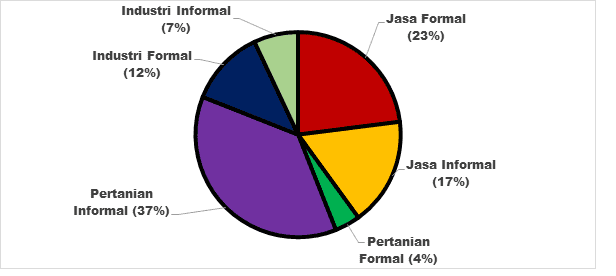 Industri Informal
(7%)
Jasa Formal
(23%)
Industri Formal
(12%)
Jasa Informal
(17%)
Pertanian
Informal (37%)
Pertanian
Formal (4%)